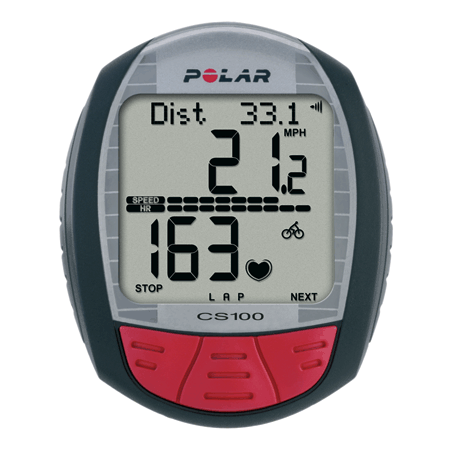 POLAR
Dist 33.1
MPH
21.2
SPEED
HR
163
STOP
LAP NEXT
CS100